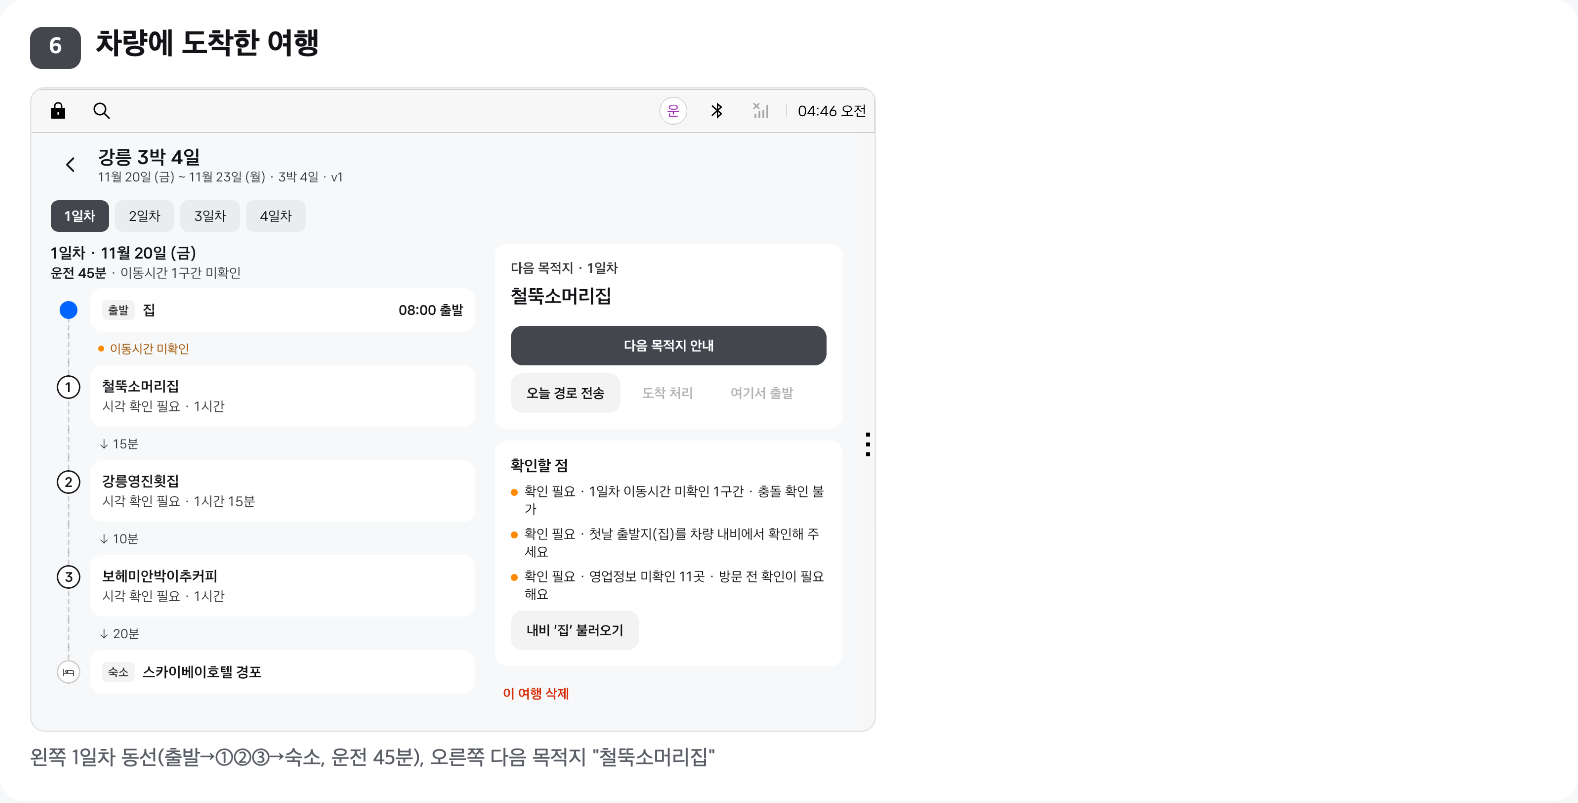 6 차량에 도착한 여행
운 04:46 오전
강릉 3박 4일
11월 20일 (금) ~ 11월 23일 (월) · 3박 4일 · v1
1일차 2일차 3일차 4일차
1일차 · 11월 20일 (금)
운전 45분 · 이동시간 1구간 미확인
출발 집 08:00 출발
이동시간 미확인
1 철뚝소머리집
시각 확인 필요 · 1시간
↓ 15분
2 강릉영진횟집
시각 확인 필요 · 1시간 15분
↓ 10분
3 보헤미안박이추커피
시각 확인 필요 · 1시간
↓ 20분
숙소 스카이베이호텔 경포
다음 목적지 · 1일차
철뚝소머리집
다음 목적지 안내
오늘 경로 전송 도착 처리 여기서 출발
확인할 점
확인 필요 · 1일차 이동시간 미확인 1구간 · 충돌 확인 불
가
확인 필요 · 첫날 출발지(집)를 차량 내비에서 확인해 주
세요
확인 필요 · 영업정보 미확인 11곳 · 방문 전 확인이 필요
해요
내비 ‘집’ 불러오기
이 여행 삭제
왼쪽 1일차 동선(출발→①②③→숙소, 운전 45분), 오른쪽 다음 목적지 "철뚝소머리집"